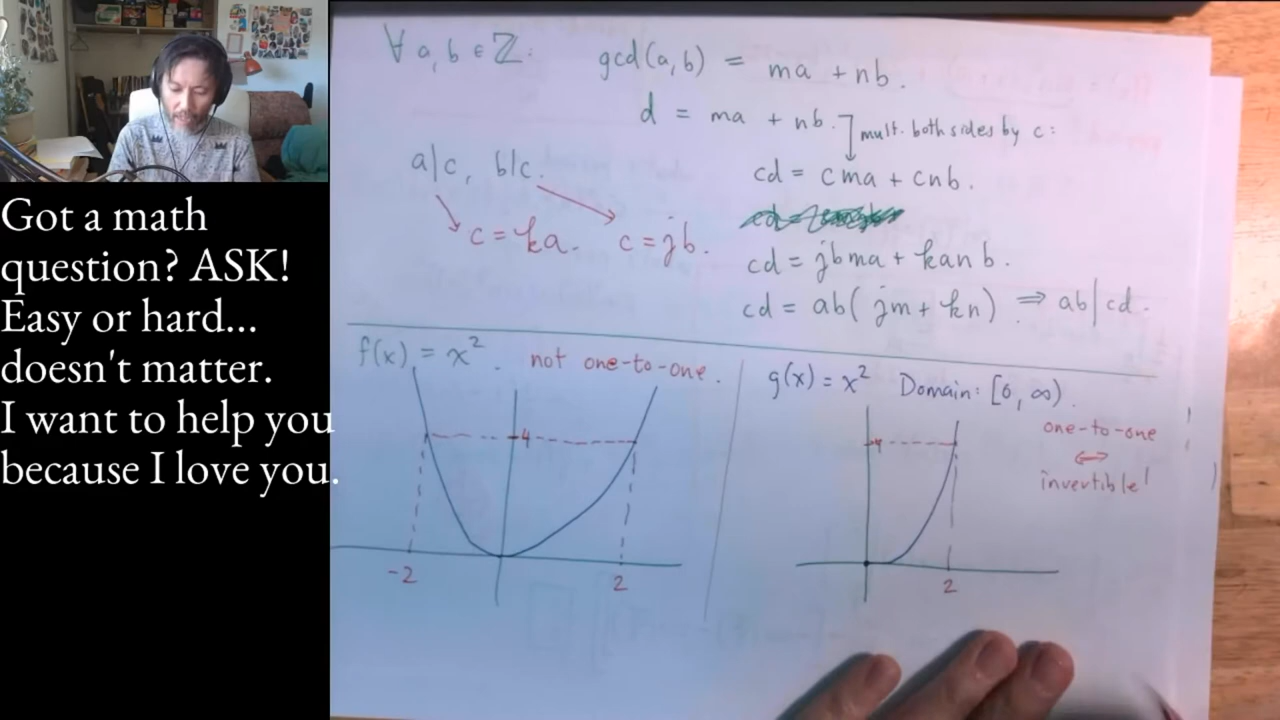 Got a math
question? ASK!
Easy or hard...
doesn't matter.
I want to help you
because I love you.
∀ a, b ∈ ℤ: gcd(a,b) = ma + nb.
d = ma + nb. mult. both sides by c:
a|c, b|c. cd = cma + cnb.
c = ka. c = jb.
cd = jbma + kanb.
cd = ab(jm + kn) ⇒ ab|cd.
f(x) = x². not one-to-one.
4
-2 2
g(x) = x² Domain: [0, ∞).
one-to-one
↔
invertible!
4
2